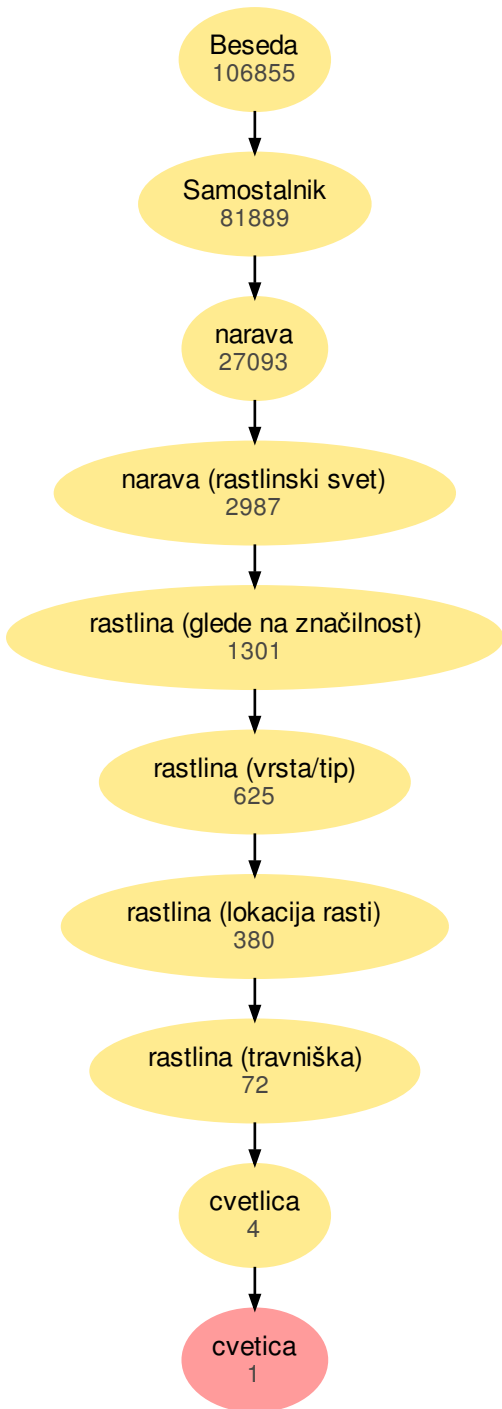 Beseda
106855
Samostalnik
81889
narava
27093
narava (rastlinski svet)
2987
rastlina (glede na značilnost)
1301
rastlina (vrsta/tip)
625
rastlina (lokacija rasti)
380
rastlina (travniška)
72
cvetlica
4
cvetica
1